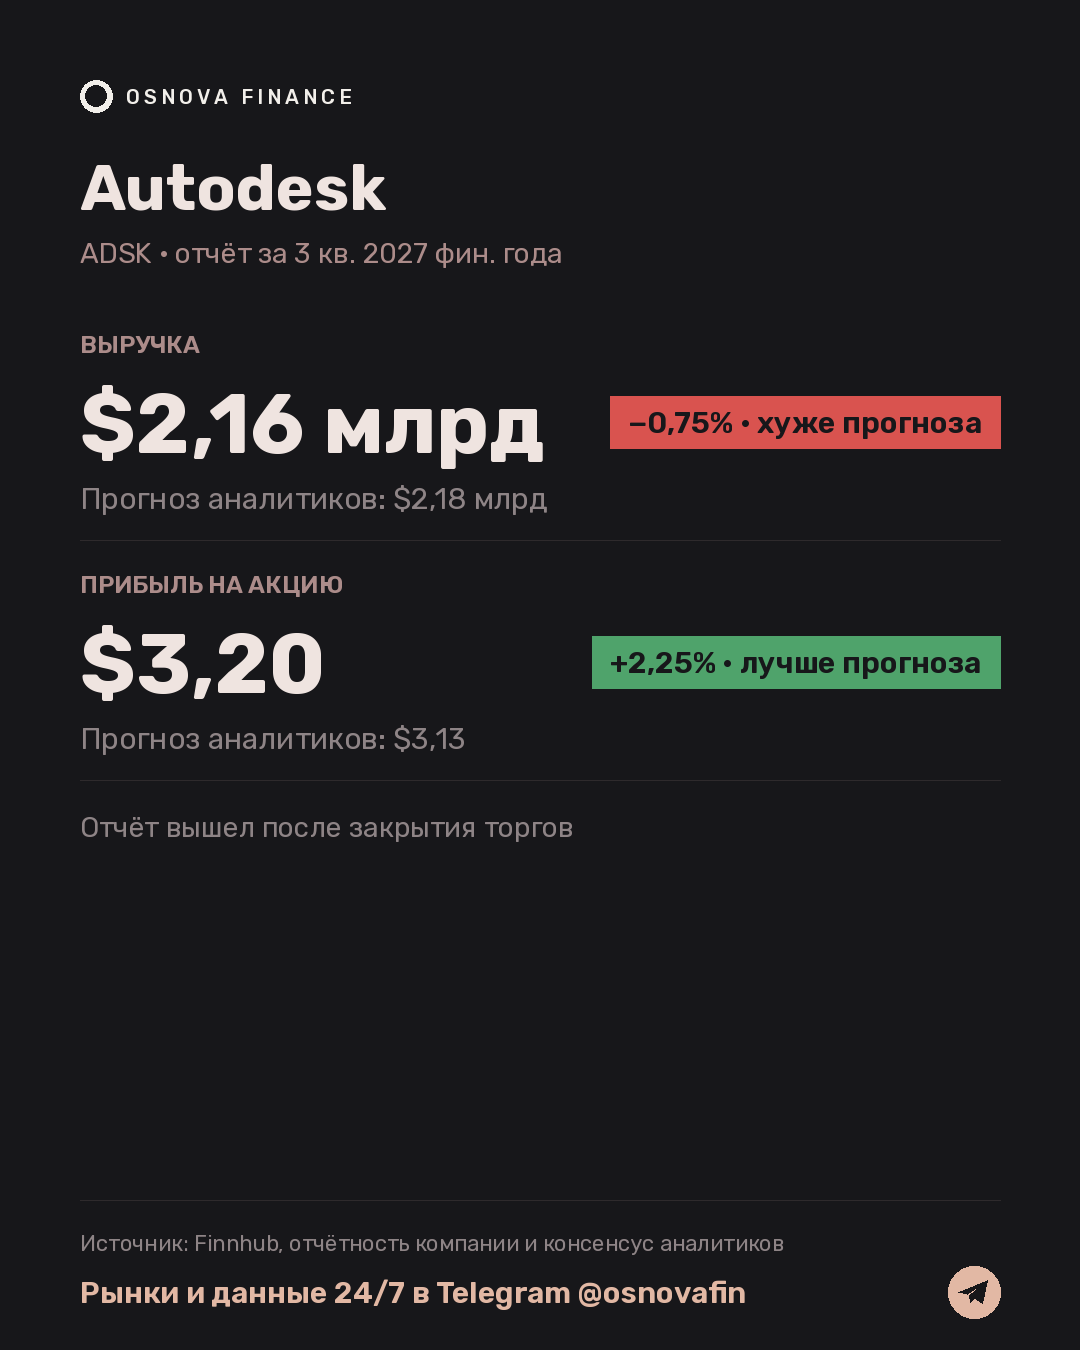 OSNOVA FINANCE
Autodesk
ADSK • отчёт за 3 кв. 2027 фин. года
ВЫРУЧКА
$2,16 млрд
−0,75% • хуже прогноза
Прогноз аналитиков: $2,18 млрд
ПРИБЫЛЬ НА АКЦИЮ
$3,20
+2,25% • лучше прогноза
Прогноз аналитиков: $3,13
Отчёт вышел после закрытия торгов
Источник: Finnhub, отчётность компании и консенсус аналитиков
Рынки и данные 24/7 в Telegram @osnovafin